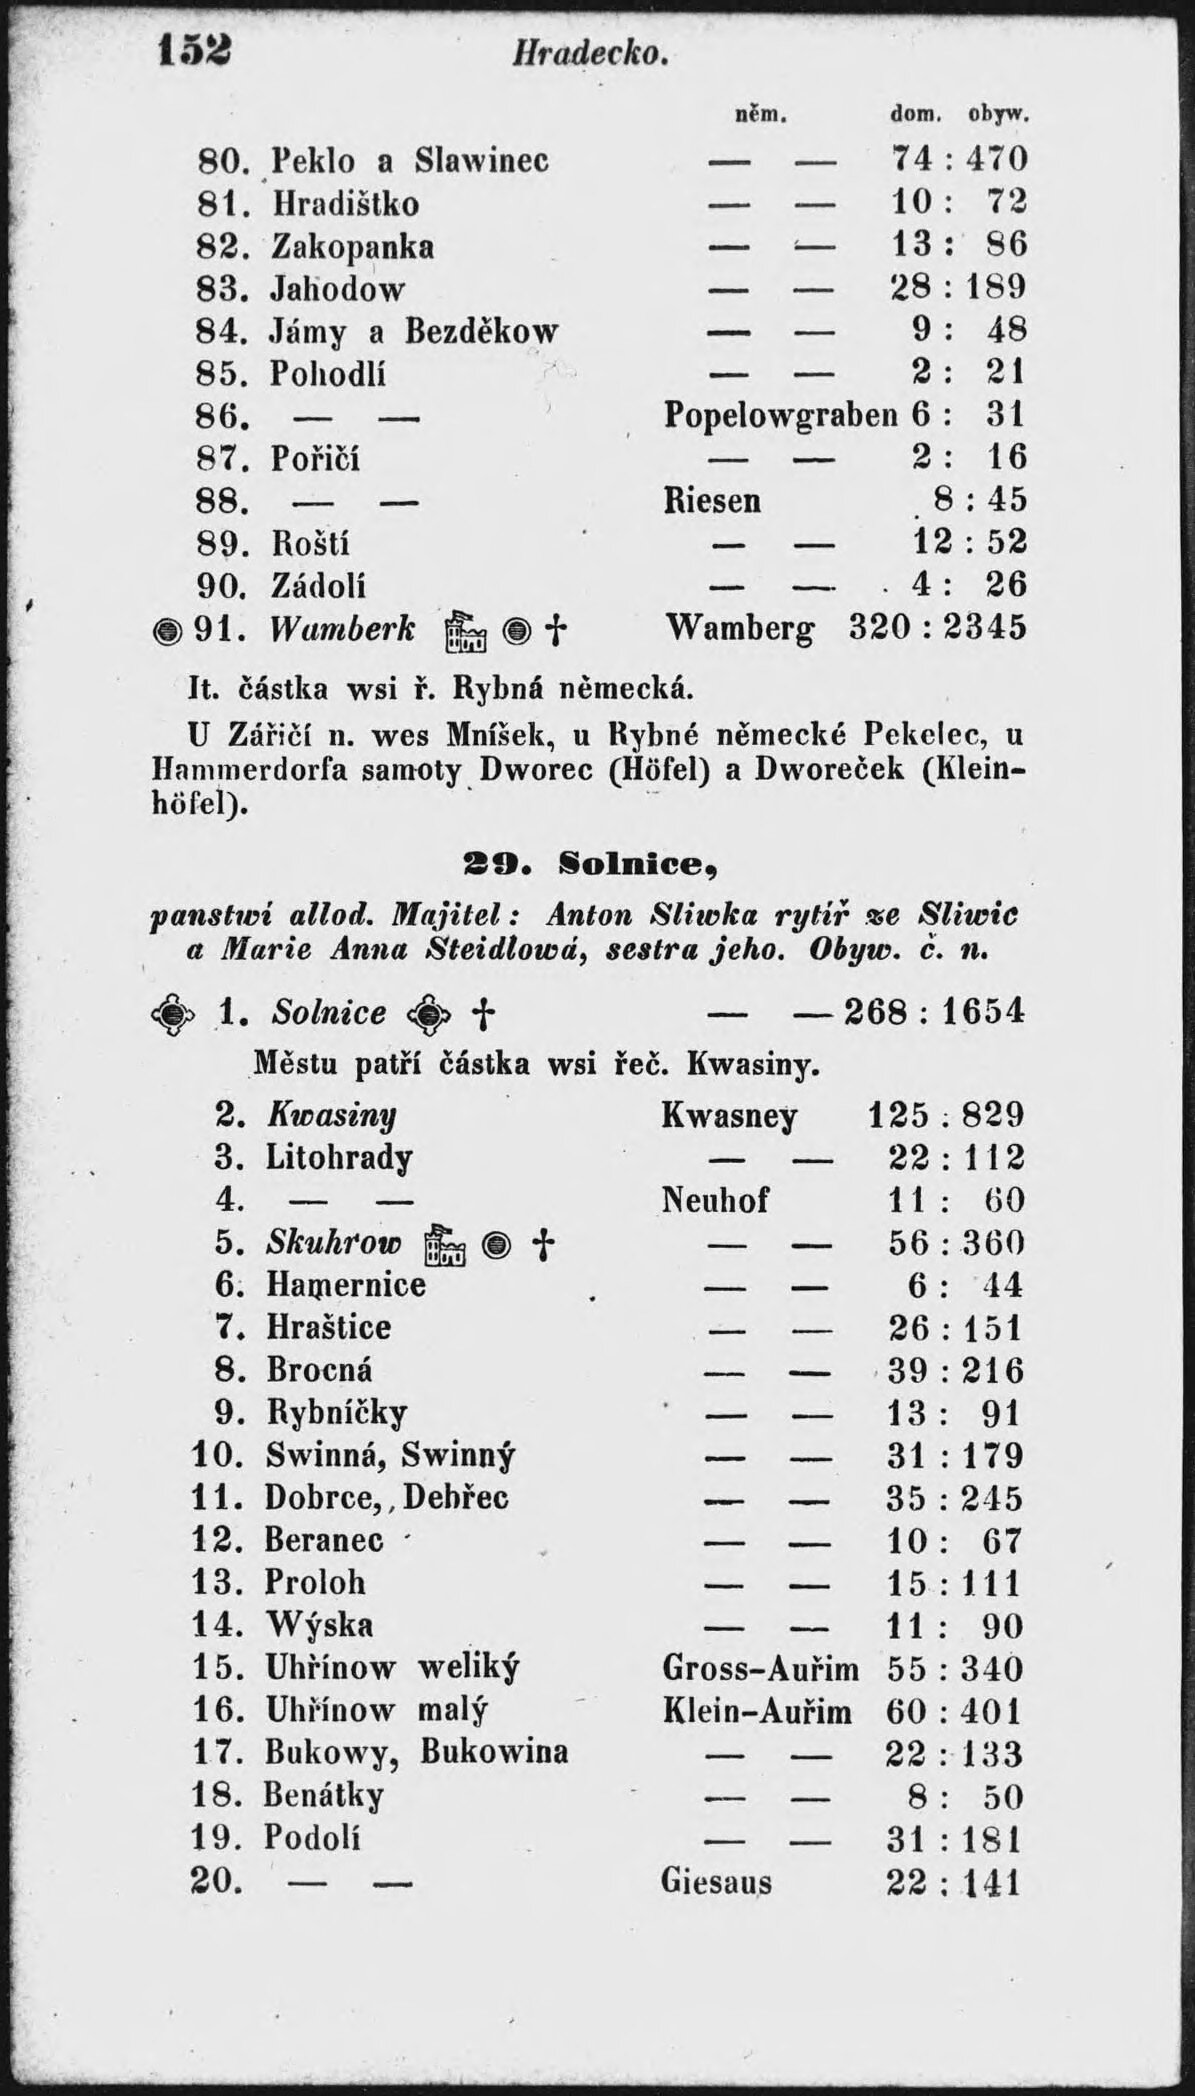 152 Hradecko.
něm. dom. obyw.
80. Peklo a Slawinec — — 74 : 470
81. Hradištko — — 10 : 72
82. Zakopanka — — 13 : 86
83. Jahodow — — 28 : 189
84. Jámy a Bezděkow — — 9 : 48
85. Pohodlí — — 2 : 21
86. — — Popelowgraben 6 : 31
87. Pořičí — — 2 : 16
88. — — Riesen 8 : 45
89. Roští — — 12 : 52
90. Zádolí — — 4 : 26
91. Wamberk † Wamberg 320 : 2345
It. částka wsi ř. Rybná německá.
U Zářičí n. wes Mníšek, u Rybné německé Pekelec, u
Hammerdorfa samoty Dworec (Höfel) a Dworeček (Klein-
höfel).
29. Solnice,
panstwí allod. Majitel : Anton Sliwka rytíř ze Sliwic
a Marie Anna Steidlowá, sestra jeho. Obyw. č. n.
1. Solnice † — — 268 : 1654
Městu patří částka wsi řeč. Kwasiny.
2. Kwasiny Kwasney 125 : 829
3. Litohrady — — 22 : 112
4. — — Neuhof 11 : 60
5. Skuhrow † — — 56 : 360
6. Hamernice — — 6 : 44
7. Hraštice — — 26 : 151
8. Brocná — — 39 : 216
9. Rybníčky — — 13 : 91
10. Swinná, Swinný — — 31 : 179
11. Dobrce, Debřec — — 35 : 245
12. Beranec — — 10 : 67
13. Proloh — — 15 : 111
14. Wýska — — 11 : 90
15. Uhřínow weliký Gross-Auřim 55 : 340
16. Uhřínow malý Klein-Auřim 60 : 401
17. Bukowy, Bukowina — — 22 : 133
18. Benátky — — 8 : 50
19. Podolí — — 31 : 181
20. — — Giesaus 22 : 141